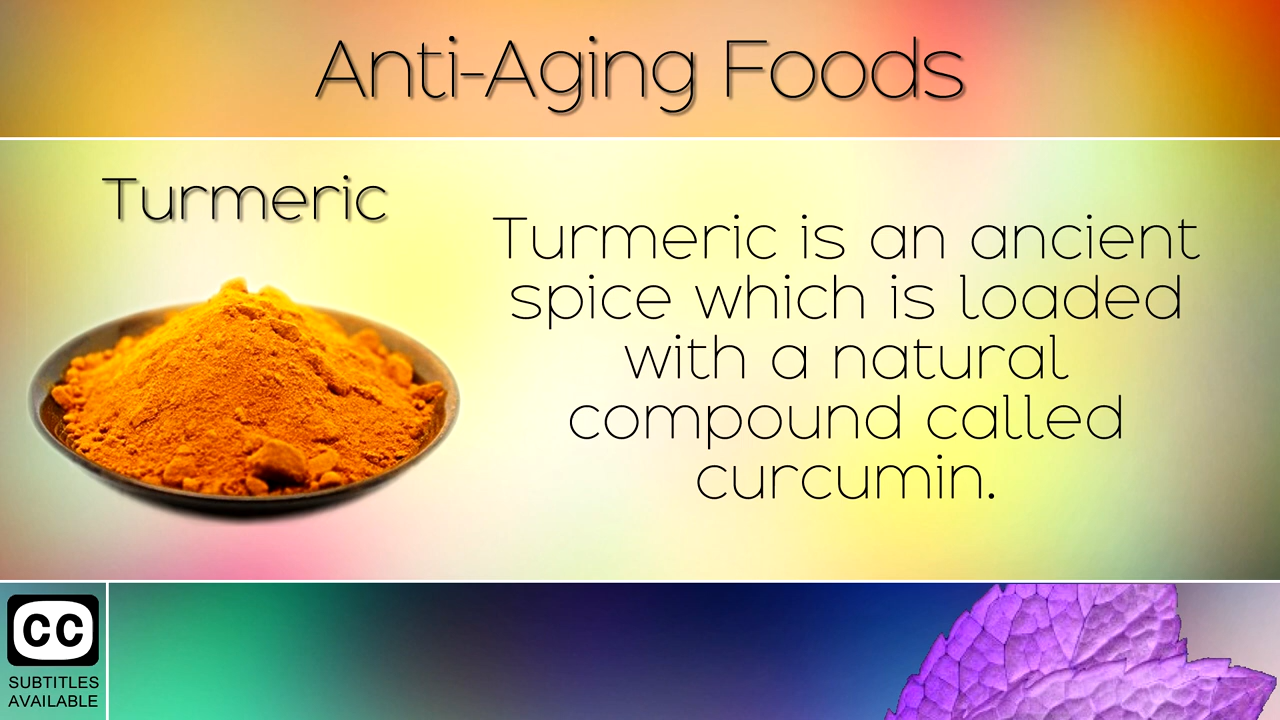 Anti-Aging Foods
Turmeric
Turmeric is an ancient
spice which is loaded
with a natural
compound called
curcumin.
CC
SUBTITLES
AVAILABLE